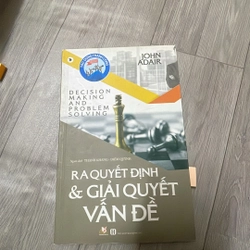 JOHN
ADAIR
DECISION
MAKING
AND
PROBLEM
SOLVING
RA QUYẾT ĐỊNH
& GIẢI QUYẾT
VẤN ĐỀ